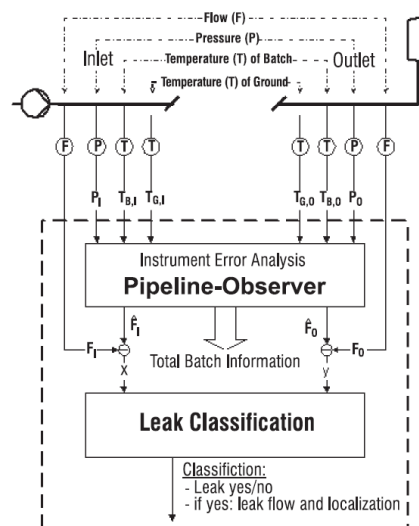 Flow (F)
Pressure (P)
Inlet
Temperature (T) of Batch
Outlet
Temperature (T) of Ground
F P T T T T P F
P_I T_B,I T_G,I T_G,O T_B,O P_O
Instrument Error Analysis
Pipeline-Observer
F̂_I F̂_O
F_I Total Batch Information F_O
x y
Leak Classification
Classifiction:
- Leak yes/no
- if yes: leak flow and localization